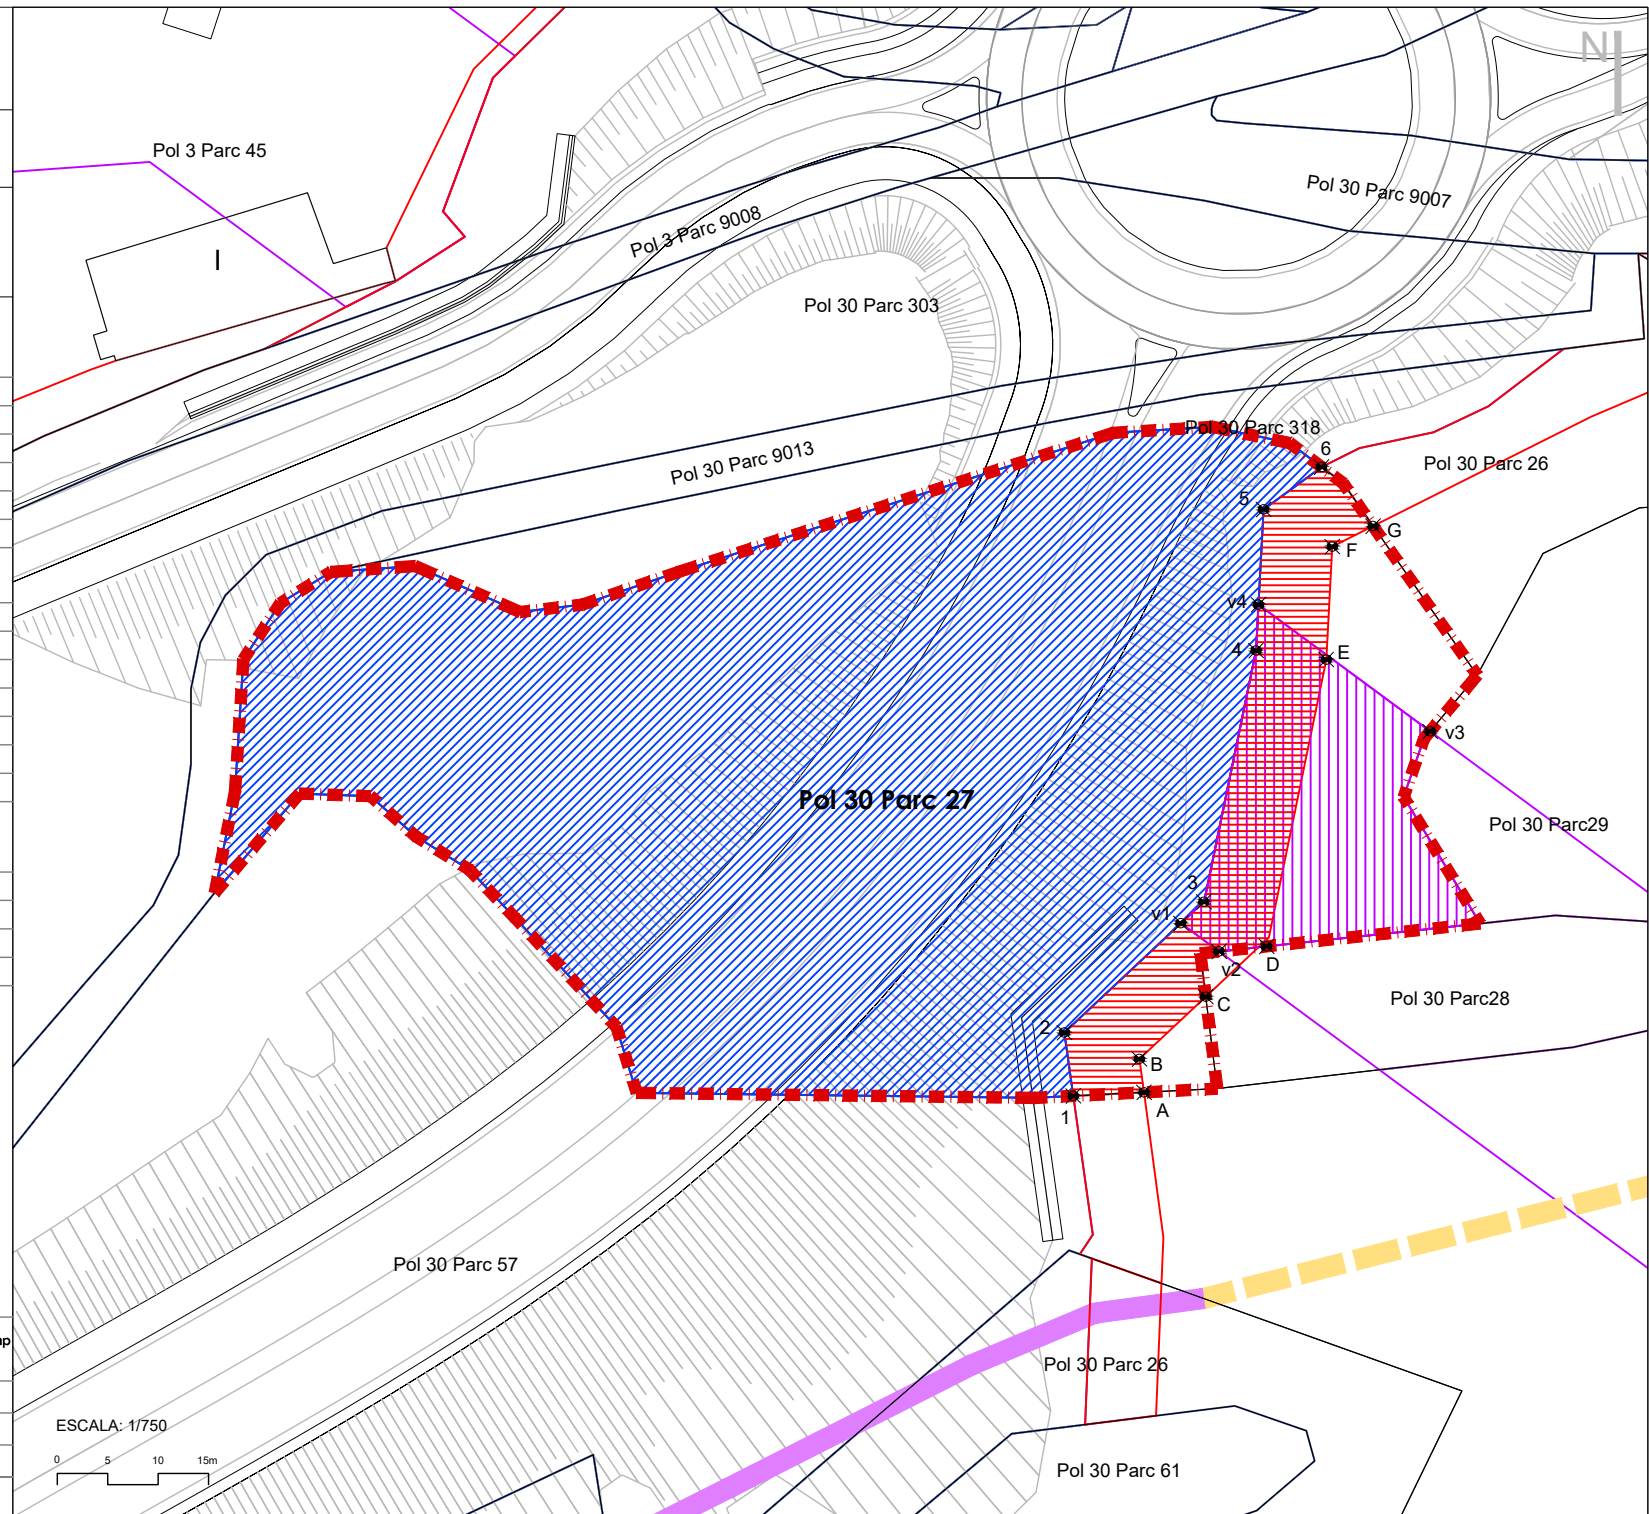 N
Pol 3 Parc 45
I
Pol 3 Parc 9008
Pol 30 Parc 9007
Pol 30 Parc 303
Pol 30 Parc 318
Pol 30 Parc 9013
6
Pol 30 Parc 26
5
G
F
v4
4
E
v3
Pol 30 Parc 27
Pol 30 Parc29
3
v1
v2
D
C
Pol 30 Parc28
2
B
A
1
Pol 30 Parc 57
Pol 30 Parc 26
ESCALA: 1/750
0 5 10 15m
Pol 30 Parc 61